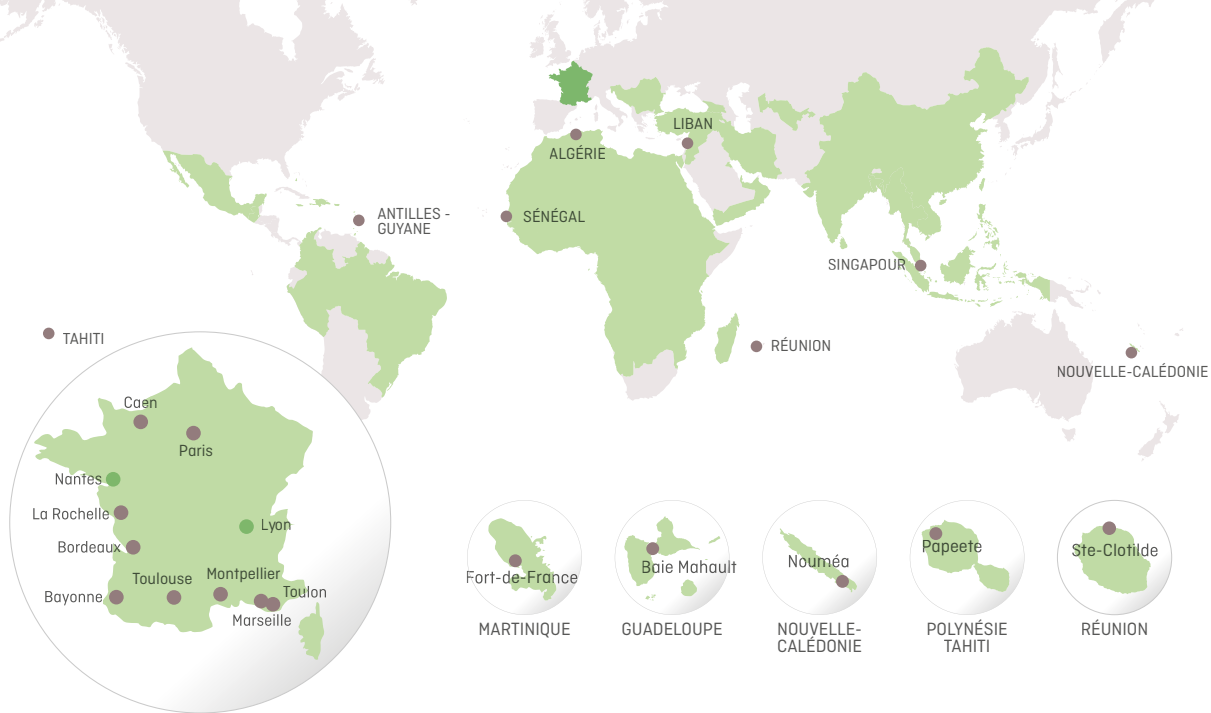 LIBAN
ALGÉRIE
ANTILLES -
GUYANE
SÉNÉGAL
SINGAPOUR
TAHITI
RÉUNION
NOUVELLE-CALÉDONIE
Caen
Paris
Nantes
La Rochelle
Lyon
Bordeaux
Toulouse
Montpellier
Bayonne
Toulon
Marseille
Fort-de-France
MARTINIQUE
Baie Mahault
GUADELOUPE
Nouméa
NOUVELLE-
CALÉDONIE
Papeete
POLYNÉSIE
TAHITI
Ste-Clotilde
RÉUNION